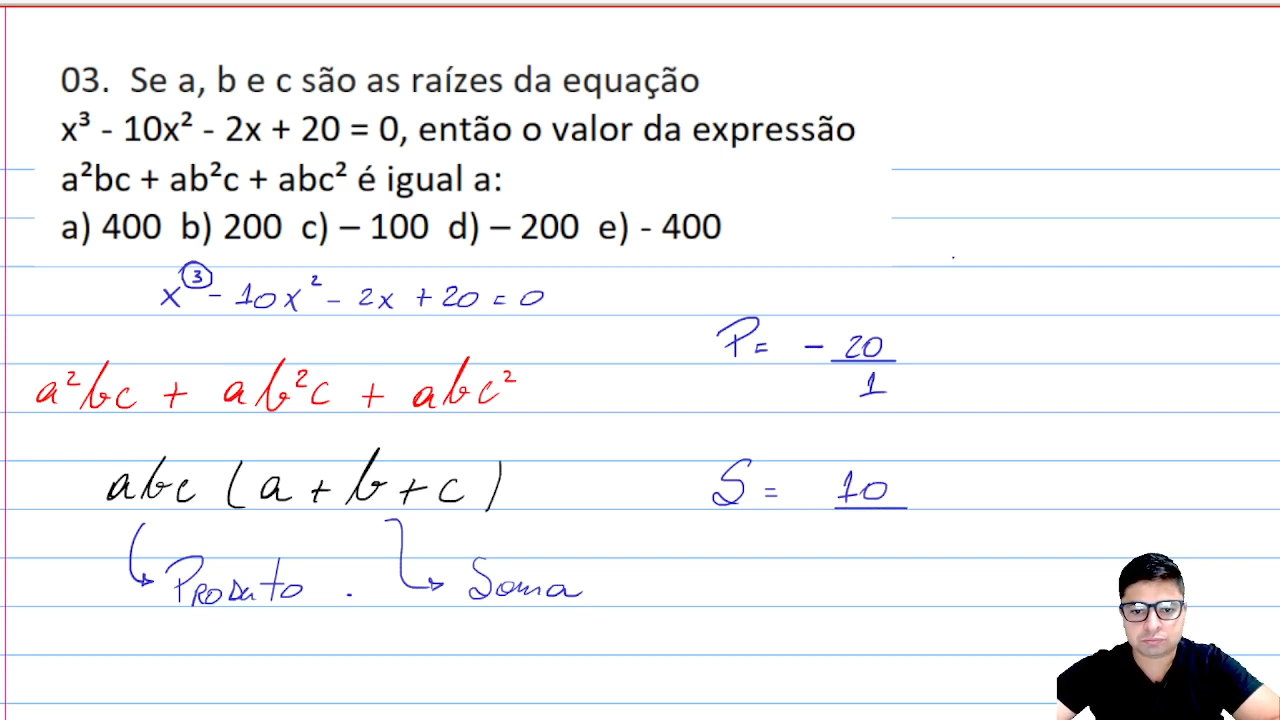 03. Se a, b e c são as raízes da equação
x³ - 10x² - 2x + 20 = 0, então o valor da expressão
a²bc + ab²c + abc² é igual a:
a) 400 b) 200 c) – 100 d) – 200 e) - 400
x³ - 10x² - 2x + 20 = 0
P = - 20/1
a²bc + ab²c + abc²
abc (a + b + c)
S = 10
Produto . Soma